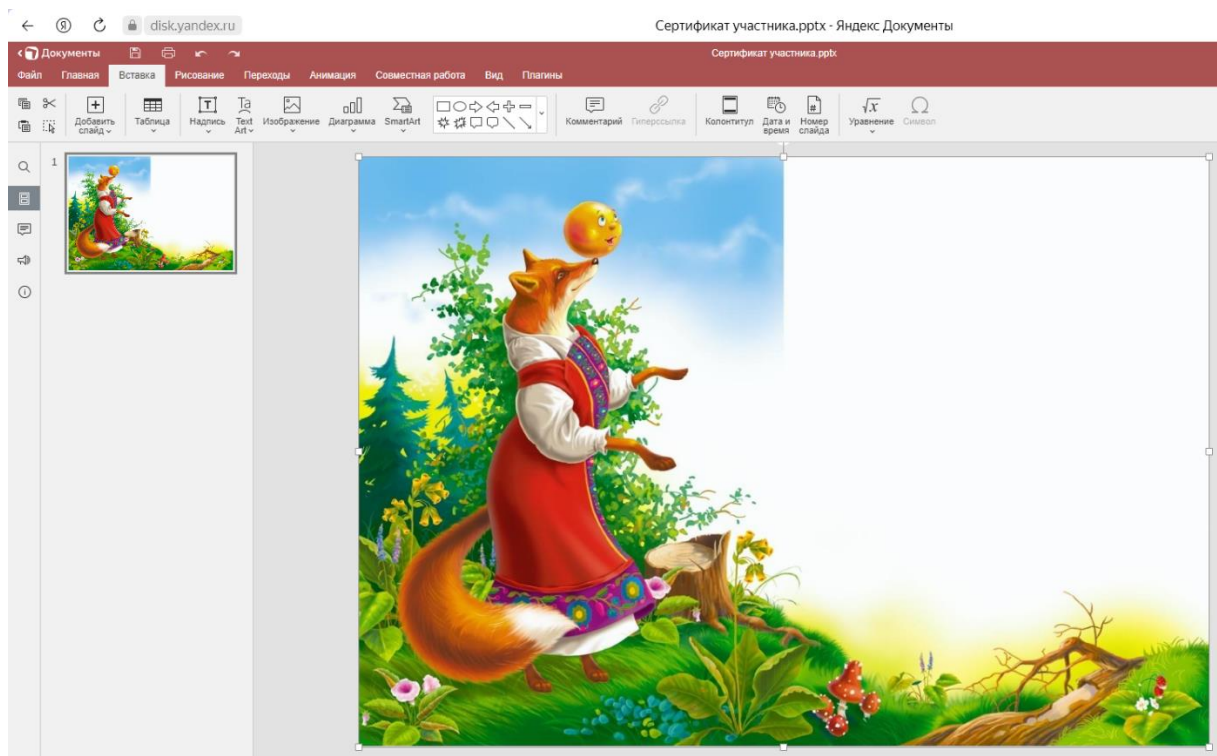 disk.yandex.ru
Сертификат участника.pptx - Яндекс Документы
Документы
Сертификат участника.pptx
Файл Главная Вставка Рисование Переходы Анимация Совместная работа Вид Плагины
Добавить слайд
Таблица
Надпись
Text Art
Изображение
Диаграмма
SmartArt
Комментарий
Гиперссылка
Колонтитул
Дата и время
Номер слайда
Уравнение
Символ
1